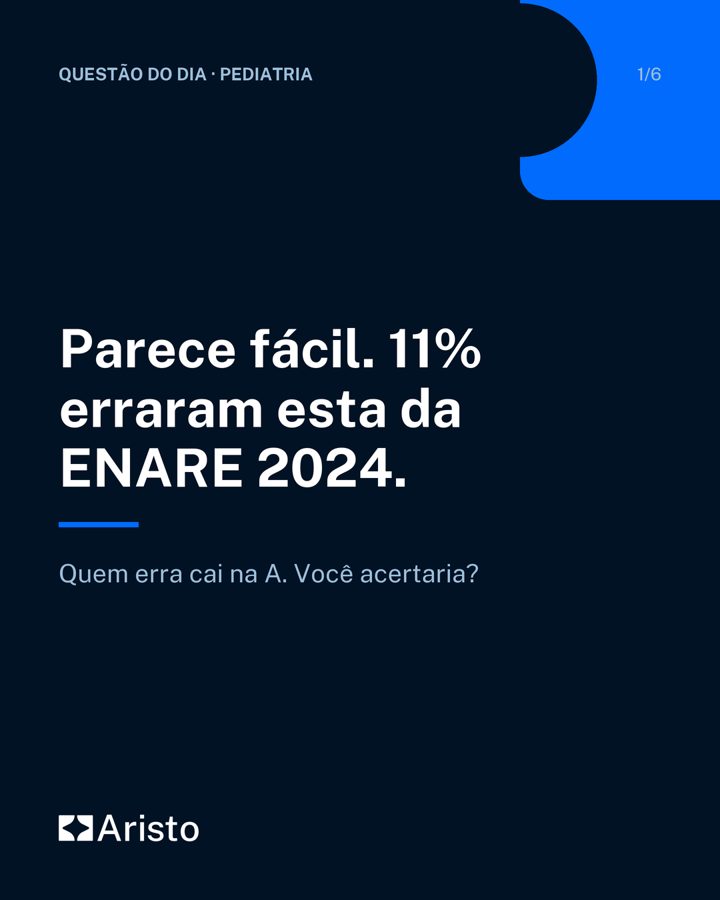 QUESTÃO DO DIA · PEDIATRIA
1/6
Parece fácil. 11%
erraram esta da
ENARE 2024.
Quem erra cai na A. Você acertaria?
Aristo